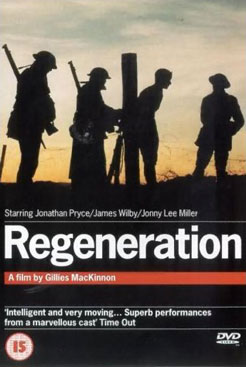 Starring Jonathan Pryce/James Wilby/Jonny Lee Miller
Regeneration
A film by Gillies MacKinnon
'Intelligent and very moving... Superb performances
from a marvellous cast' Time Out
15
DVD
VIDEO